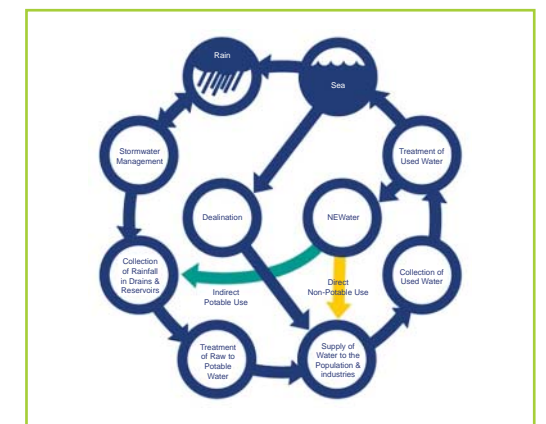 Rain
Sea
Stormwater
Management
Treatment of
Used Water
Dealination
NEWater
Collection
of Rainfall
in Drains &
Reservoirs
Indirect
Potable Use
Direct
Non-Potable Use
Collection of
Used Water
Treatment
of Raw to
Potable
Water
Supply of
Water to the
Population &
industries